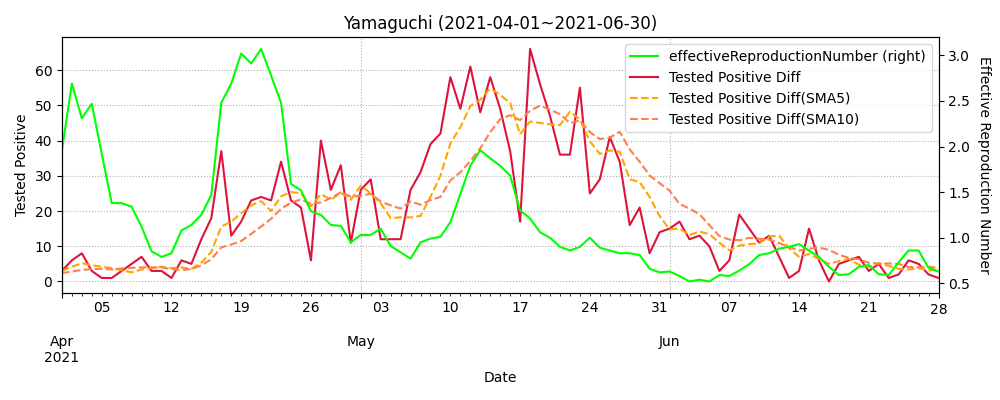 Yamaguchi (2021-04-01~2021-06-30)
effectiveReproductionNumber (right)
Tested Positive Diff
Tested Positive Diff(SMA5)
Tested Positive Diff(SMA10)
Tested Positive
60
50
40
30
20
10
0
Effective Reproduction Number
3.0
2.5
2.0
1.5
1.0
0.5
05 12 19 26 03 10 17 24 31 07 14 21 28
Apr May Jun
2021
Date